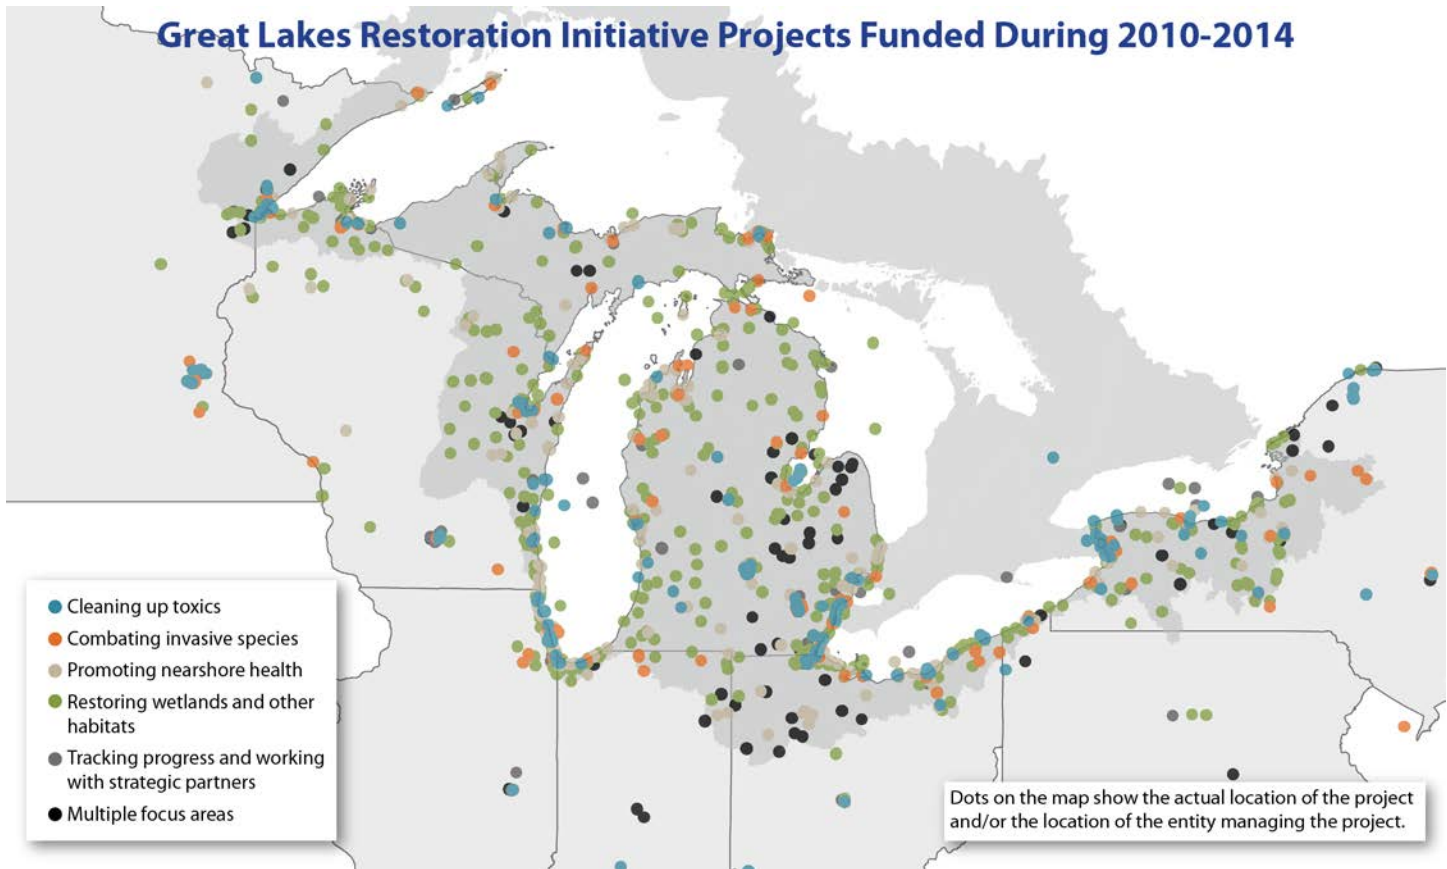 Great Lakes Restoration Initiative Projects Funded During 2010-2014
Cleaning up toxics
Combating invasive species
Promoting nearshore health
Restoring wetlands and other
habitats
Tracking progress and working
with strategic partners
Multiple focus areas
Dots on the map show the actual location of the project
and/or the location of the entity managing the project.